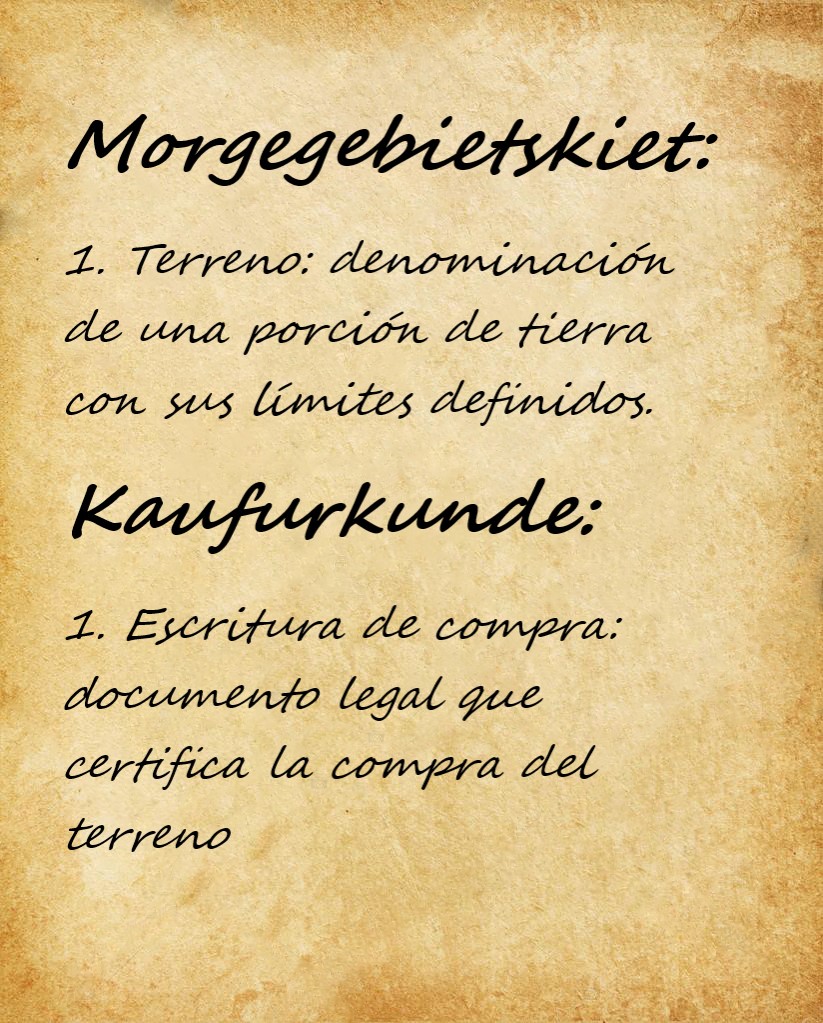 Morgegebietskiet:
1. Terreno: denominación
de una porción de tierra
con sus límites definidos.
Kaufurkunde:
1. Escritura de compra:
documento legal que
certifica la compra del
terreno